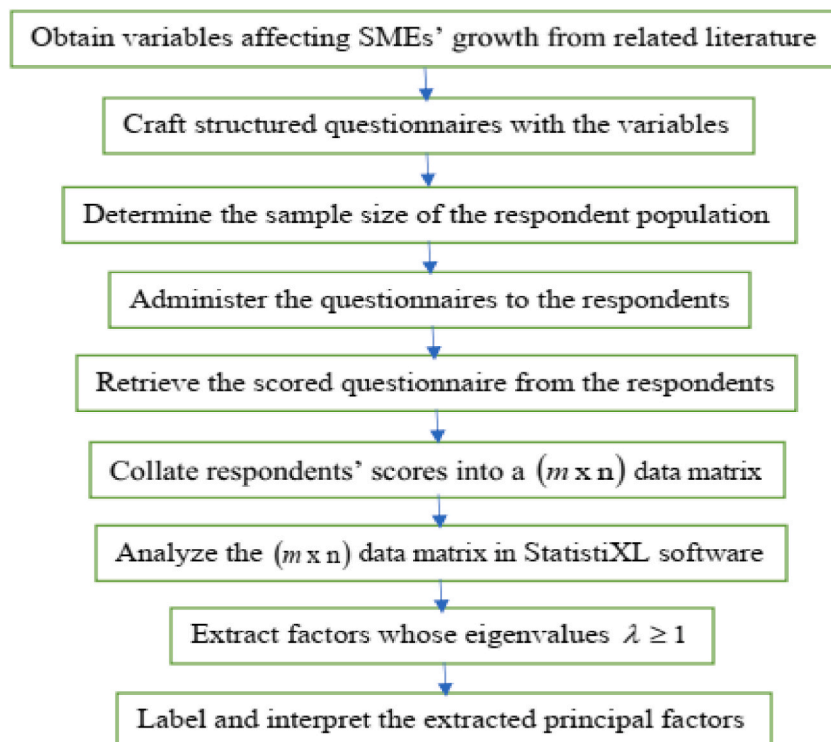 Obtain variables affecting SMEs’ growth from related literature
Craft structured questionnaires with the variables
Determine the sample size of the respondent population
Administer the questionnaires to the respondents
Retrieve the scored questionnaire from the respondents
Collate respondents’ scores into a (m x n) data matrix
Analyze the (m x n) data matrix in StatistiXL software
Extract factors whose eigenvalues λ ≥ 1
Label and interpret the extracted principal factors